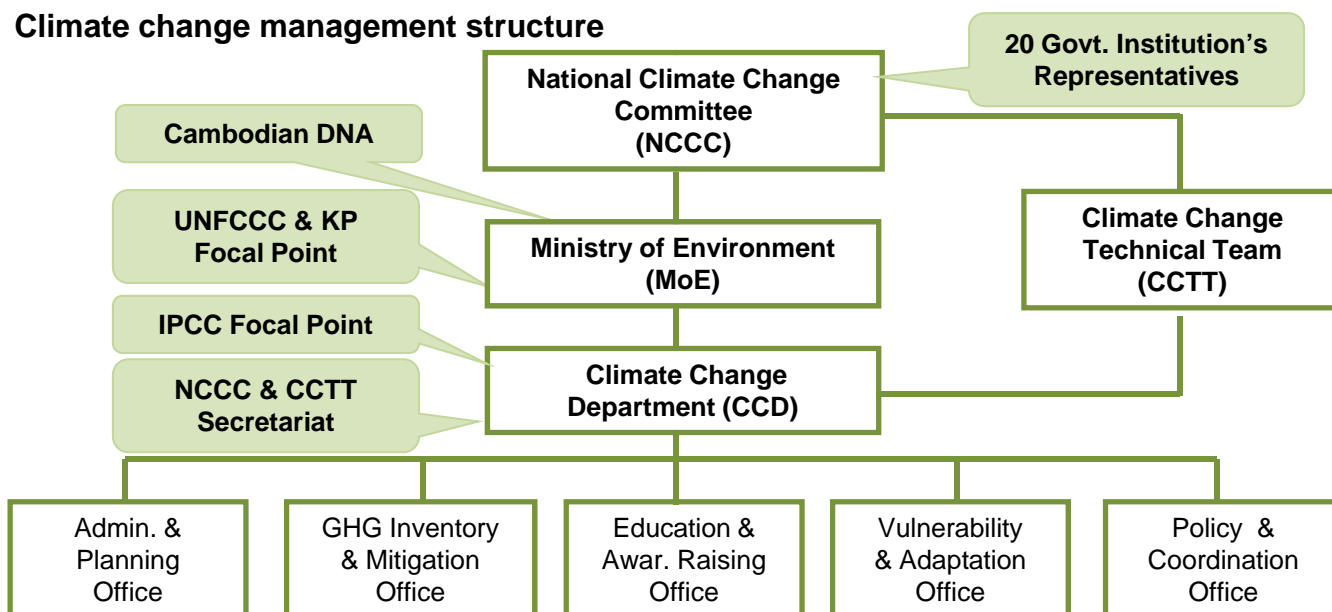 Climate change management structure
20 Govt. Institution’s
Representatives
National Climate Change
Committee
(NCCC)
Cambodian DNA
UNFCCC & KP
Focal Point
Ministry of Environment
(MoE)
Climate Change
Technical Team
(CCTT)
IPCC Focal Point
NCCC & CCTT
Secretariat
Climate Change
Department (CCD)
Admin. &
Planning
Office
GHG Inventory
& Mitigation
Office
Education &
Awar. Raising
Office
Vulnerability
& Adaptation
Office
Policy &
Coordination
Office